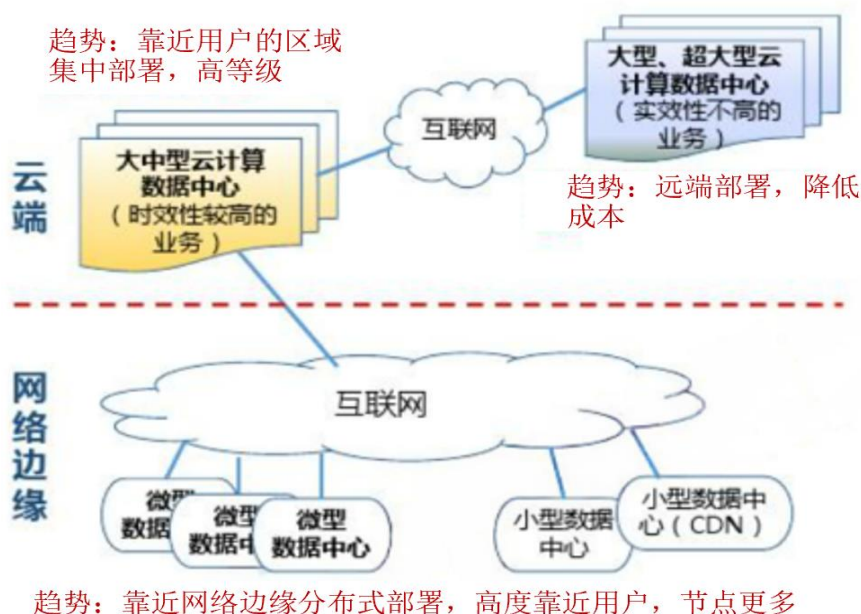 趋势：靠近用户的区域
集中部署，高等级
大型、超大型云
计算数据中心
（实效性不高的
业务）
互联网
大中型云计算
数据中心
（时效性较高的
业务）
趋势：远端部署，降低
成本
云
端
互联网
网
络
边
缘
微型
数据
微型
数据中
微型
数据中心
小型数据
中心
小型数据中
心（CDN）
趋势：靠近网络边缘分布式部署，高度靠近用户，节点更多